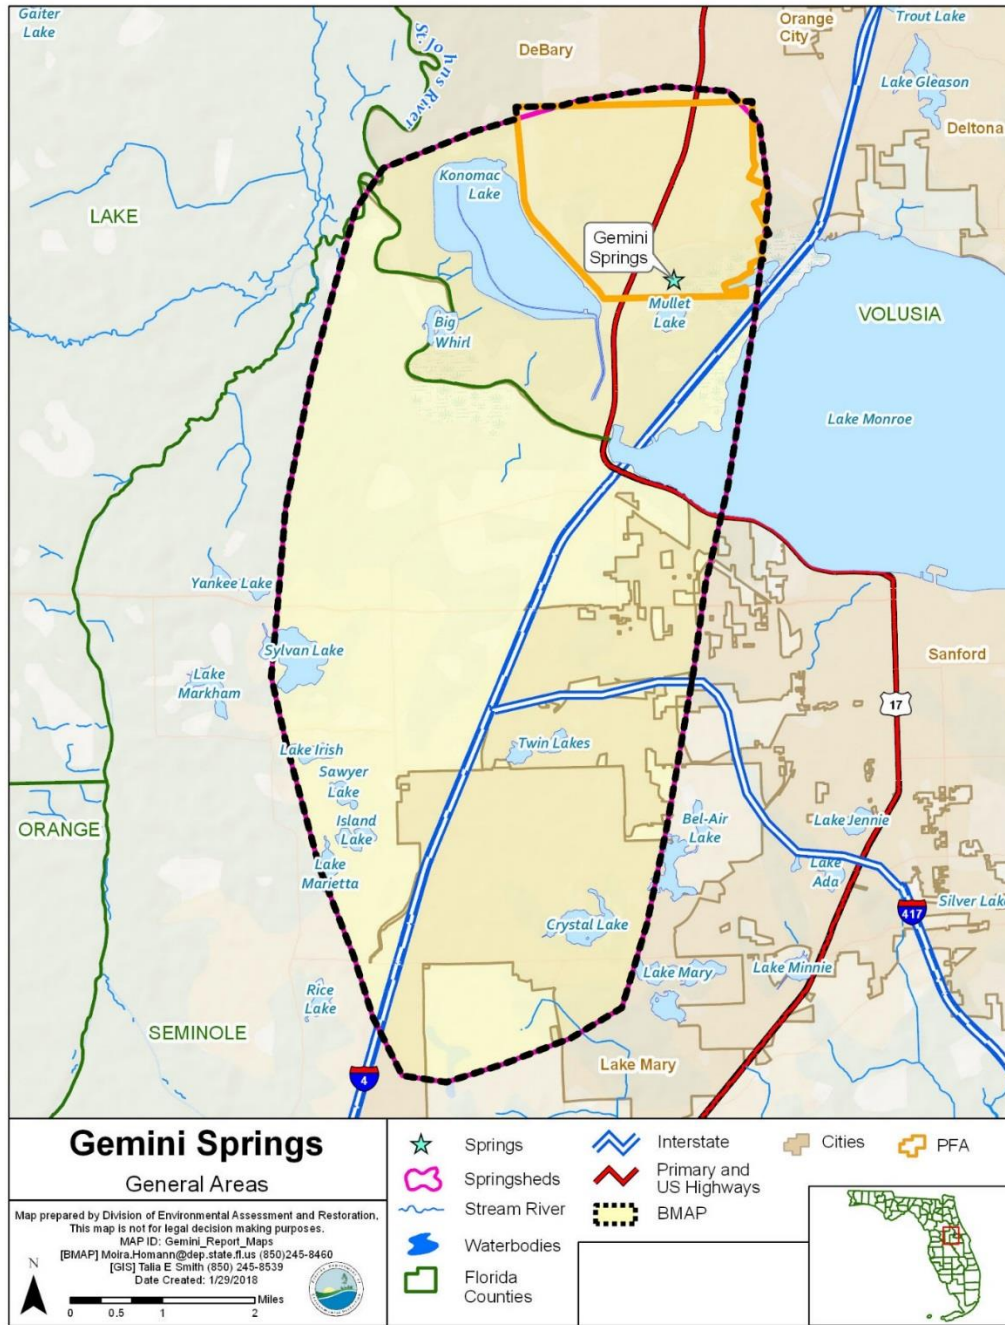 Gaiter
Lake
St. Johns River
DeBary
Orange
City
Trout Lake
Lake Gleason
Deltona
Konomac
Lake
LAKE
Gemini
Springs
Mullet
Lake
Big
Whirl
VOLUSIA
Lake Monroe
Yankee Lake
Sylvan Lake
Lake
Markham
Sanford
17
Lake Irish
Twin Lakes
Sawyer
Lake
Island
Lake
Bel-Air
Lake
Lake Jennie
ORANGE
Lake
Marietta
Lake
Ada
Silver Lake
417
Crystal Lake
Lake Mary
Lake Minnie
Rice
Lake
SEMINOLE
Lake Mary
4
Gemini Springs
General Areas
Map prepared by Division of Environmental Assessment and Restoration.
This map is not for legal decision making purposes.
MAP ID: Gemini_Report_Maps
[BMAP] Moira.Homann@dep.state.fl.us (850)245-8460
[GIS] Talia E Smith (850) 245-8539
Date Created: 1/29/2018
N
Miles
0 0.5 1 2
Springs
Springsheds
Stream River
Waterbodies
Florida
Counties
Interstate
Primary and
US Highways
BMAP
Cities
PFA